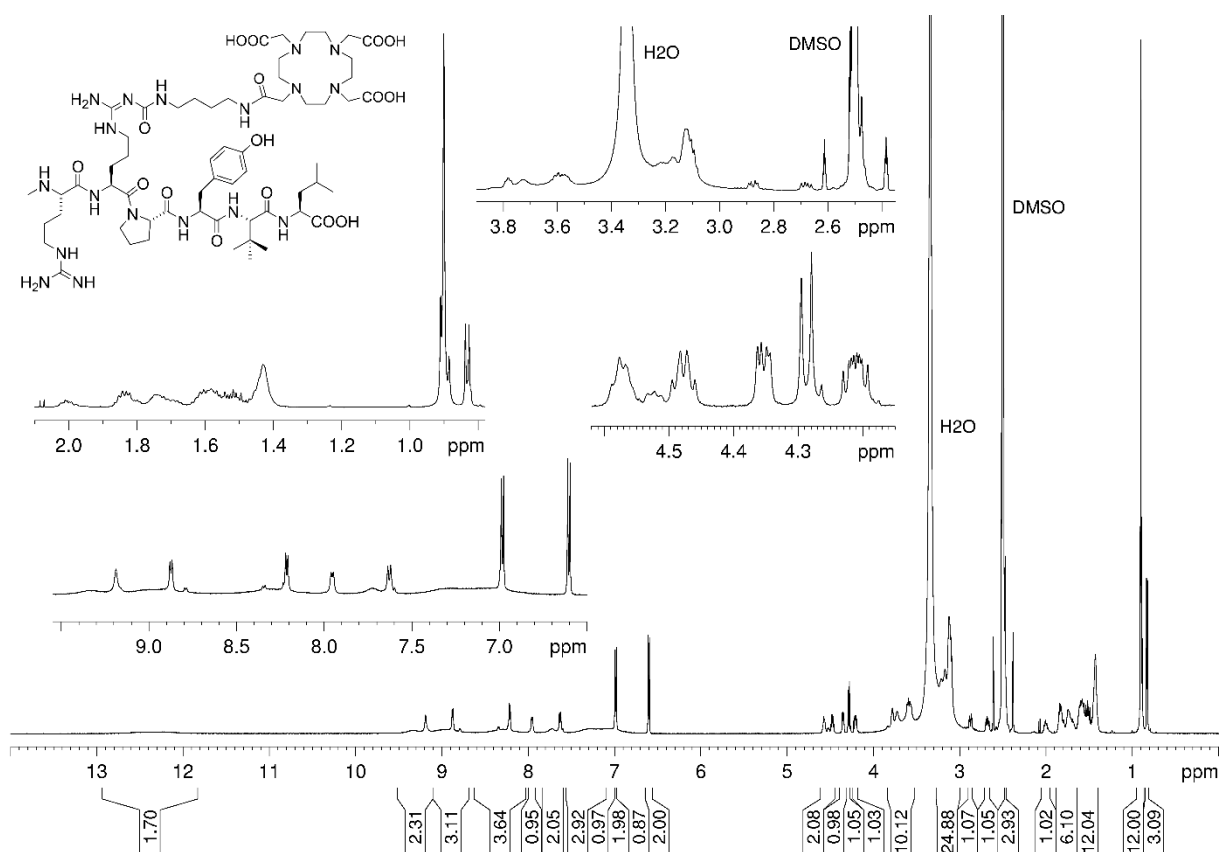 HOOC
COOH
N
N
NH2
N
H
N
O
N
H
O
N
N
COOH
HN
O
OH
H
N
O
N
H
O
N
O
N
H
O
H
N
O
N
H
O
COOH
HN
H2N
NH
H2O
DMSO
3.8 3.6 3.4 3.2 3.0 2.8 2.6 ppm
DMSO
2.0 1.8 1.6 1.4 1.2 1.0 ppm
4.5 4.4 4.3 ppm
H2O
9.0 8.5 8.0 7.5 7.0 ppm
13 12 11 10 9 8 7 6 5 4 3 2 1 ppm
1.70 2.31 3.11 3.64 0.95 2.05 2.92 0.97 1.98 0.87 2.00 2.08 0.98 1.05 1.03 10.12 24.88 1.07 1.05 2.93 1.02 6.10 12.04 12.00 3.09